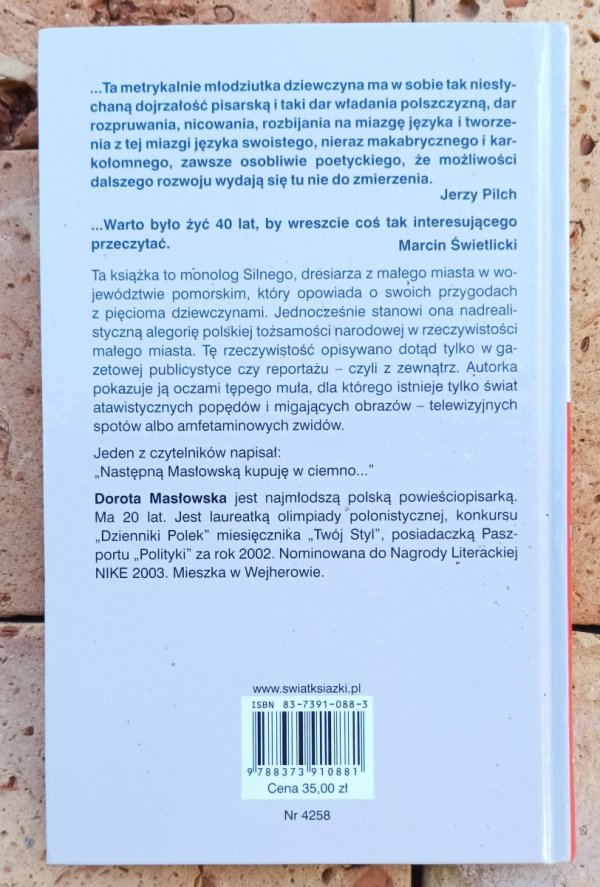 ...Ta metrykalnie młodziutka dziewczyna ma w sobie tak niesły-
chaną dojrzałość pisarską i taki dar władania polszczyzną, dar
rozpruwania, nicowania, rozbijania na miazgę języka i tworze-
nia z tej miazgi języka swoistego, nieraz makabrycznego i kar-
kołomnego, zawsze osobliwie poetyckiego, że możliwości
dalszego rozwoju wydają się tu nie do zmierzenia.
Jerzy Pilch
...Warto było żyć 40 lat, by wreszcie coś tak interesującego
przeczytać. Marcin Świetlicki
Ta książka to monolog Silnego, dresiarza z małego miasta w wo-
jewództwie pomorskim, który opowiada o swoich przygodach
z pięcioma dziewczynami. Jednocześnie stanowi ona nadreali-
styczną alegorię polskiej tożsamości narodowej w rzeczywistości
małego miasta. Tę rzeczywistość opisywano dotąd tylko w ga-
zetowej publicystyce czy reportażu – czyli z zewnątrz. Autorka
pokazuje ją oczami tępego muła, dla którego istnieje tylko świat
atawistycznych popędów i migających obrazów – telewizyjnych
spotów albo amfetaminowych zwidów.
Jeden z czytelników napisał:
„Następną Masłowską kupuję w ciemno..."
Dorota Masłowska jest najmłodszą polską powieściopisarką.
Ma 20 lat. Jest laureatką olimpiady polonistycznej, konkursu
„Dzienniki Polek" miesięcznika „Twój Styl", posiadaczką Pasz-
portu „Polityki" za rok 2002. Nominowana do Nagrody Literackiej
NIKE 2003. Mieszka w Wejherowie.
www.swiatksiazki.pl
ISBN 83-7391-088-3
9 788373 910881
Cena 35,00 zł
Nr 4258